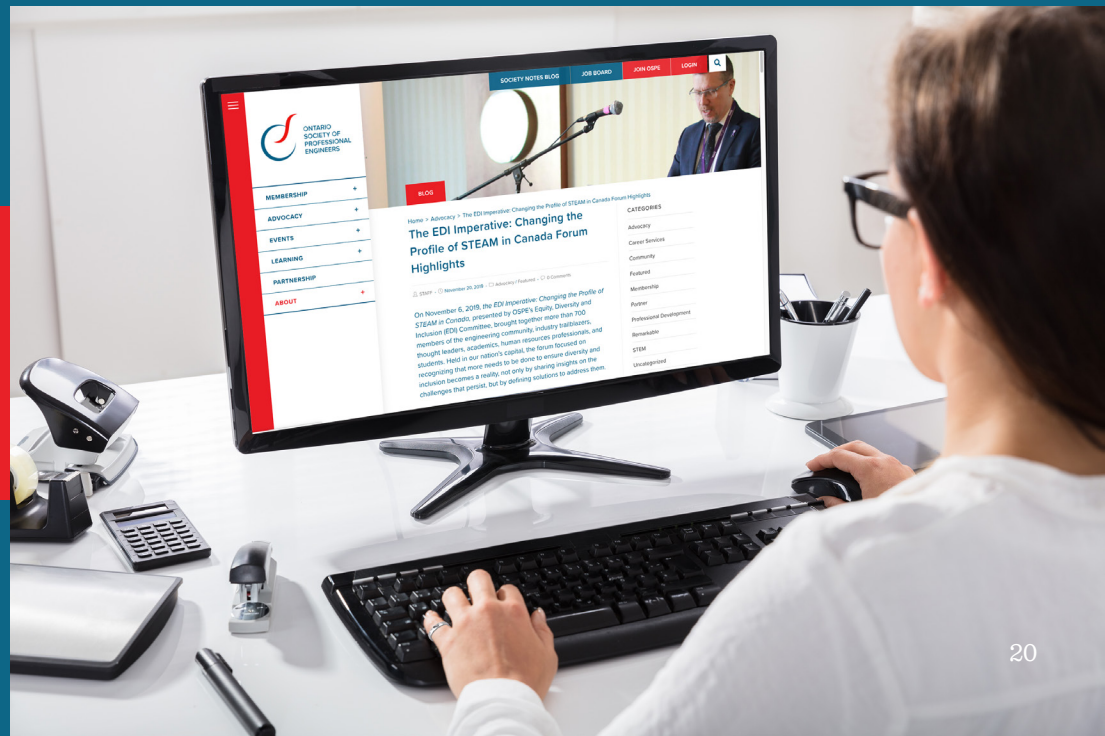 SOCIETY NOTES BLOG
JOB BOARD
JOIN OSPE
LOGIN
ONTARIO
SOCIETY OF
PROFESSIONAL
ENGINEERS
MEMBERSHIP +
ADVOCACY +
EVENTS +
LEARNING +
PARTNERSHIP
ABOUT +
BLOG
Home > Advocacy > The EDI Imperative: Changing the Profile of STEAM in Canada Forum Highlights
The EDI Imperative: Changing the
Profile of STEAM in Canada Forum
Highlights
STAFF - November 20, 2019 - Advocacy / Featured - 0 Comments
On November 6, 2019, the EDI Imperative: Changing the Profile of
STEAM in Canada, presented by OSPE's Equity, Diversity and
Inclusion (EDI) Committee, brought together more than 700
members of the engineering community, industry trailblazers,
thought leaders, academics, human resources professionals, and
students. Held in our nation's capital, the forum focused on
recognizing that more needs to be done to ensure diversity and
inclusion becomes a reality, not only by sharing insights on the
challenges that persist, but by defining solutions to address them.
CATEGORIES
Advocacy
Career Services
Community
Featured
Membership
Partner
Professional Development
Remarkable
STEM
Uncategorized
20